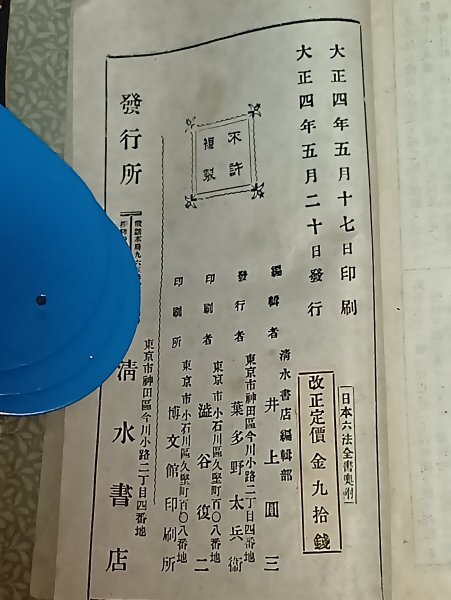 大正四年五月十七日印刷
大正四年五月二十日發行
日本六法全書奥附
改正定價金九拾錢
不許
複製
編輯者
清水書店編輯部
井上圓三
東京市神田區今川小路二丁目四番地
發行者 葉多野太兵衞
東京市小石川區久堅町百〇八番地
印刷者 澁谷復二
東京市小石川區久堅町百〇八番地
印刷所 博文館印刷所
東京市神田區今川小路二丁目四番地
發行所 清水書店
電話本局九六